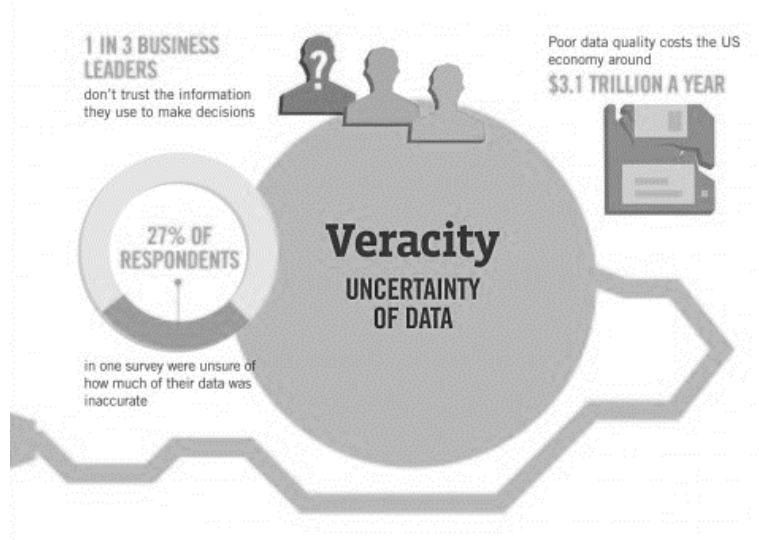 1 IN 3 BUSINESS
LEADERS
don't trust the information
they use to make decisions
?
Poor data quality costs the US
economy around
$3.1 TRILLION A YEAR
27% OF
RESPONDENTS
in one survey were unsure of
how much of their data was
inaccurate
Veracity
UNCERTAINTY
OF DATA